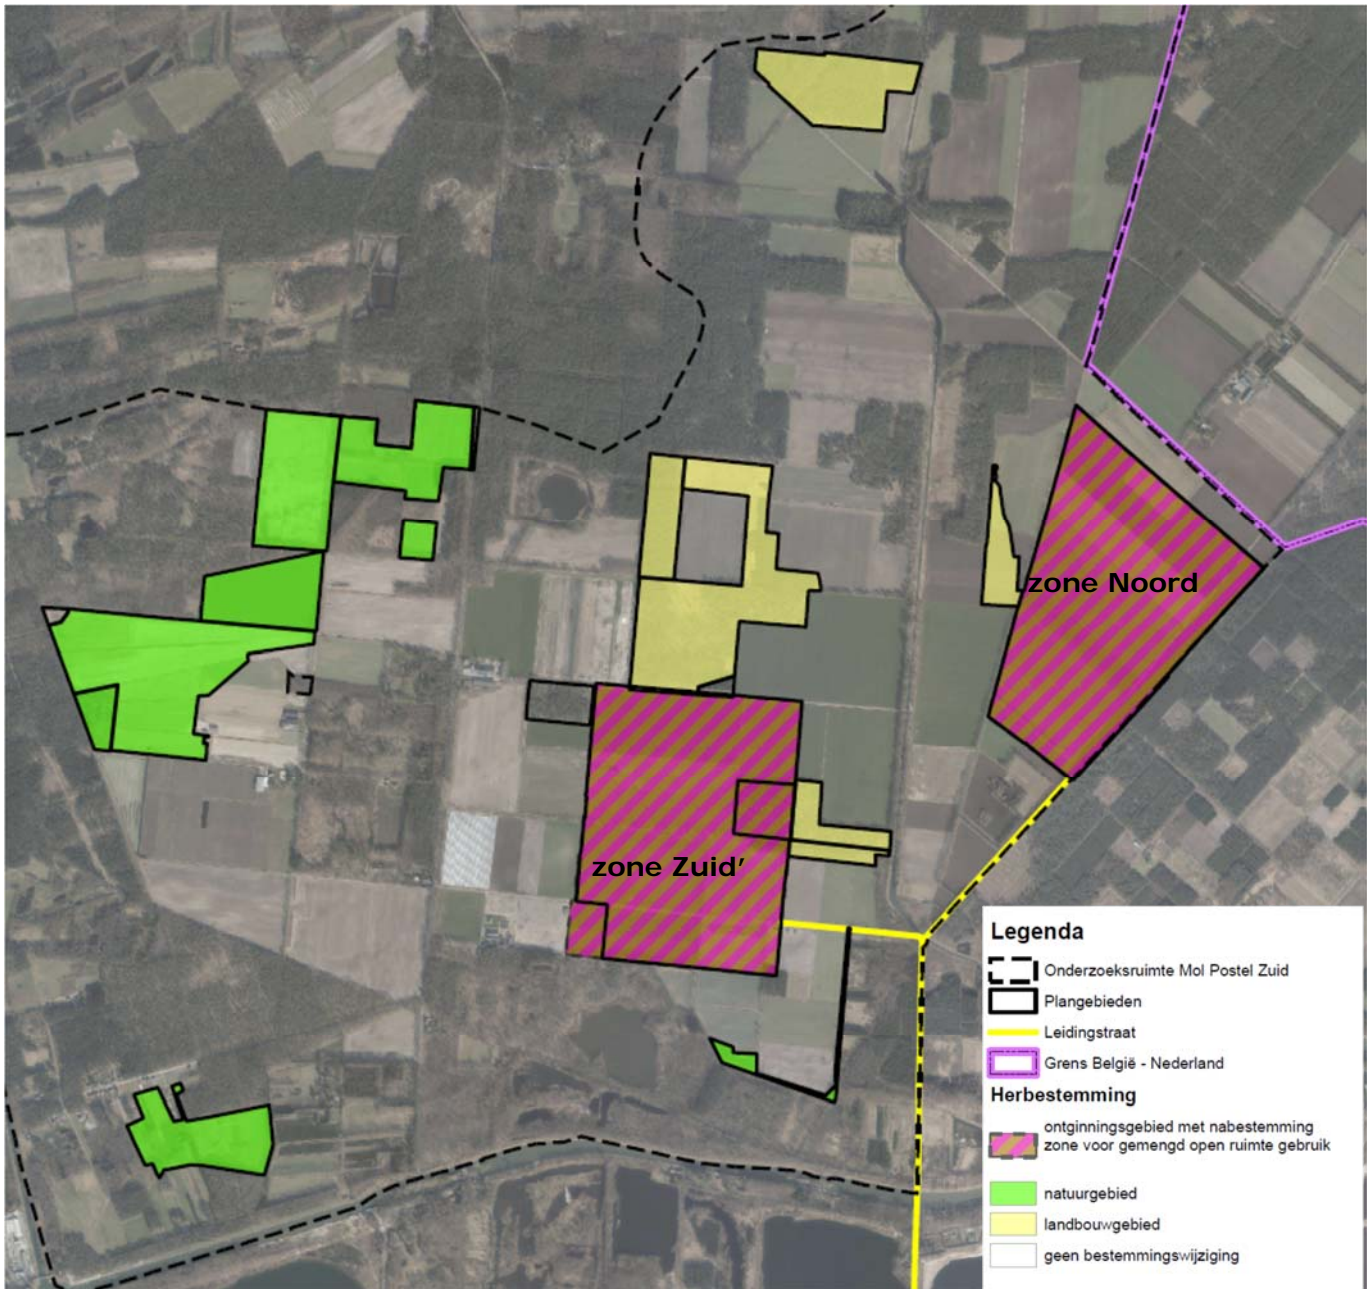 zone Noord
zone Zuid'
Legenda
Onderzoeksruimte Mol Postel Zuid
Plangebieden
Leidingstraat
Grens België - Nederland
Herbestemming
ontginningsgebied met nabestemming
zone voor gemengd open ruimte gebruik
natuurgebied
landbouwgebied
geen bestemmingswijziging